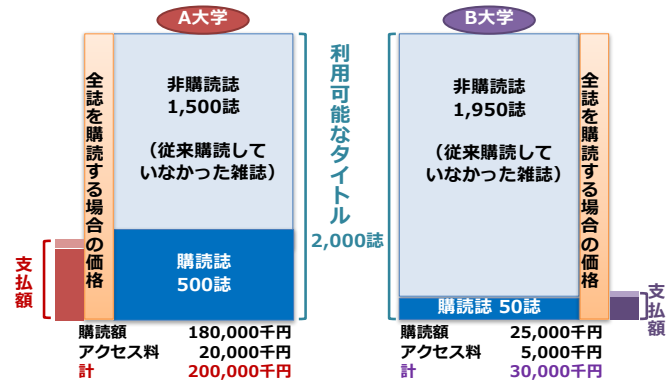 A大学
全誌を購読する場合の価格
非購読誌
1,500誌
（従来購読して
いなかった雑誌）
購読誌
500誌
支払額
購読額 180,000千円
アクセス料 20,000千円
計 200,000千円
利用可能なタイトル
2,000誌
B大学
非購読誌
1,950誌
（従来購読して
いなかった雑誌）
購読誌 50誌
全誌を購読する場合の価格
支払額
購読額 25,000千円
アクセス料 5,000千円
計 30,000千円